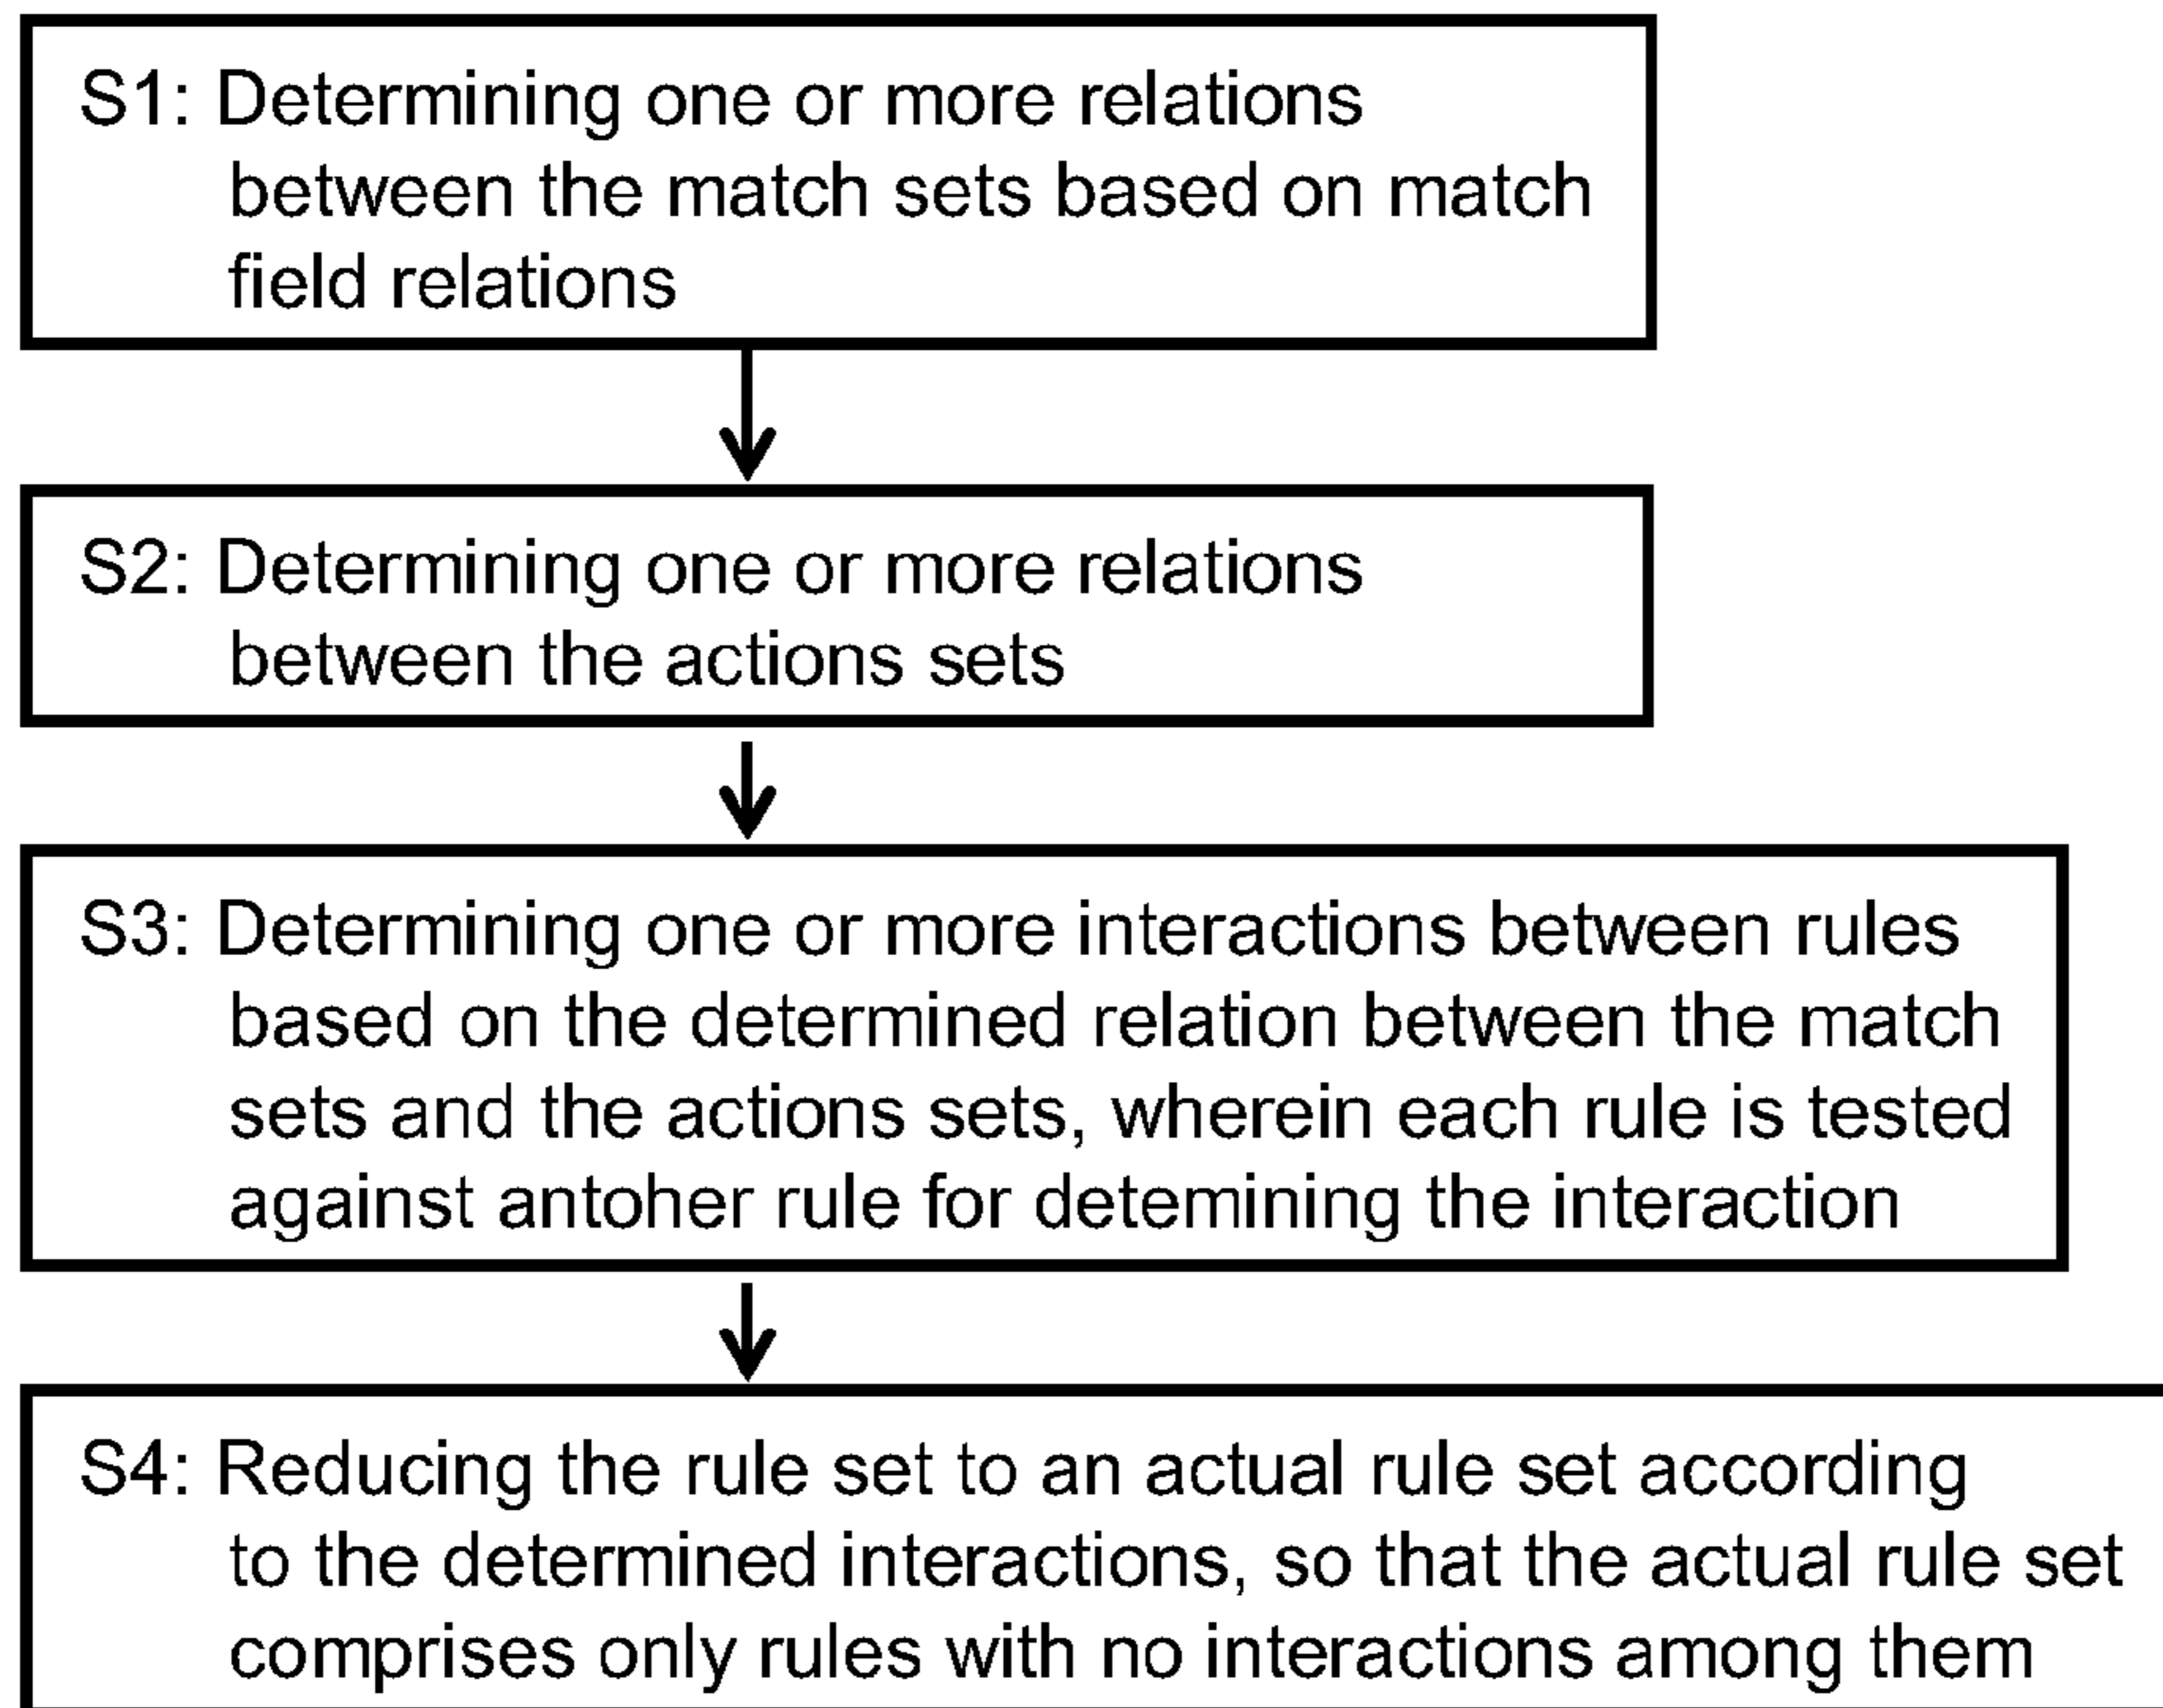 S1: Determining one or more relations
between the match sets based on match
field relations
S2: Determining one or more relations
between the actions sets
S3: Determining one or more interactions between rules
based on the determined relation between the match
sets and the actions sets, wherein each rule is tested
against antoher rule for detemining the interaction
S4: Reducing the rule set to an actual rule set according
to the determined interactions, so that the actual rule set
comprises only rules with no interactions among them